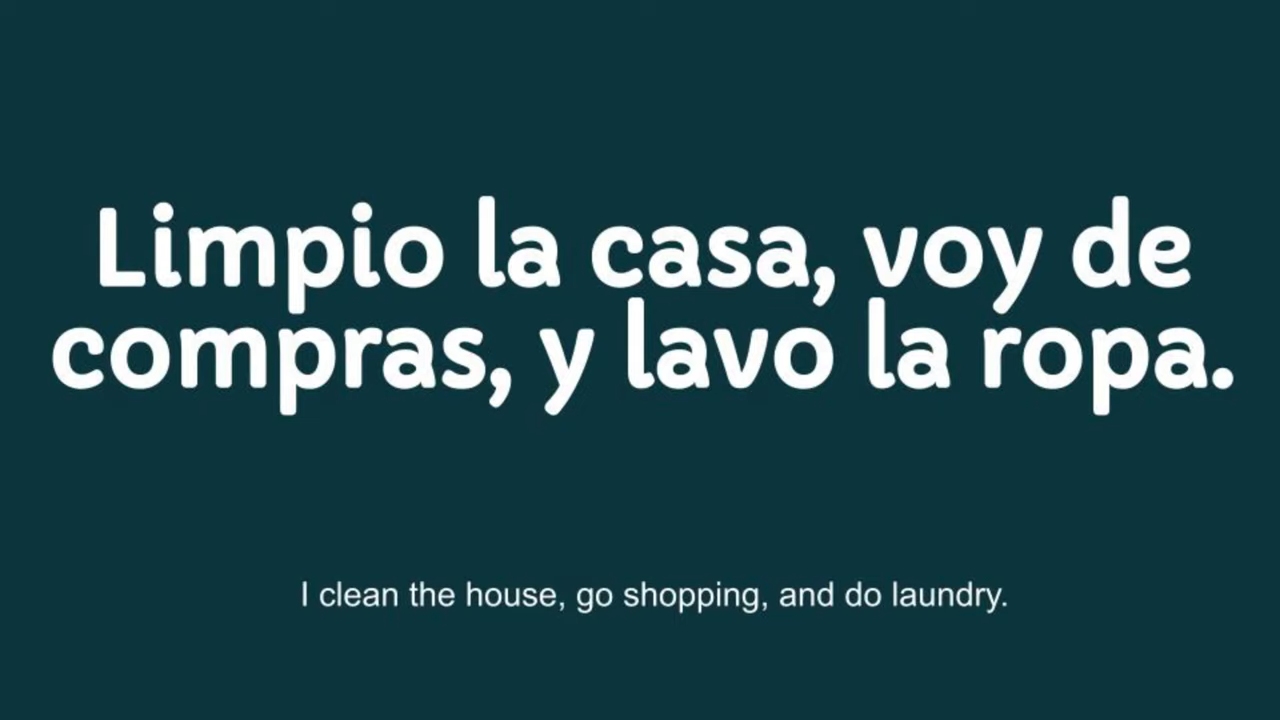 Limpio la casa, voy de
compras, y lavo la ropa.
I clean the house, go shopping, and do laundry.